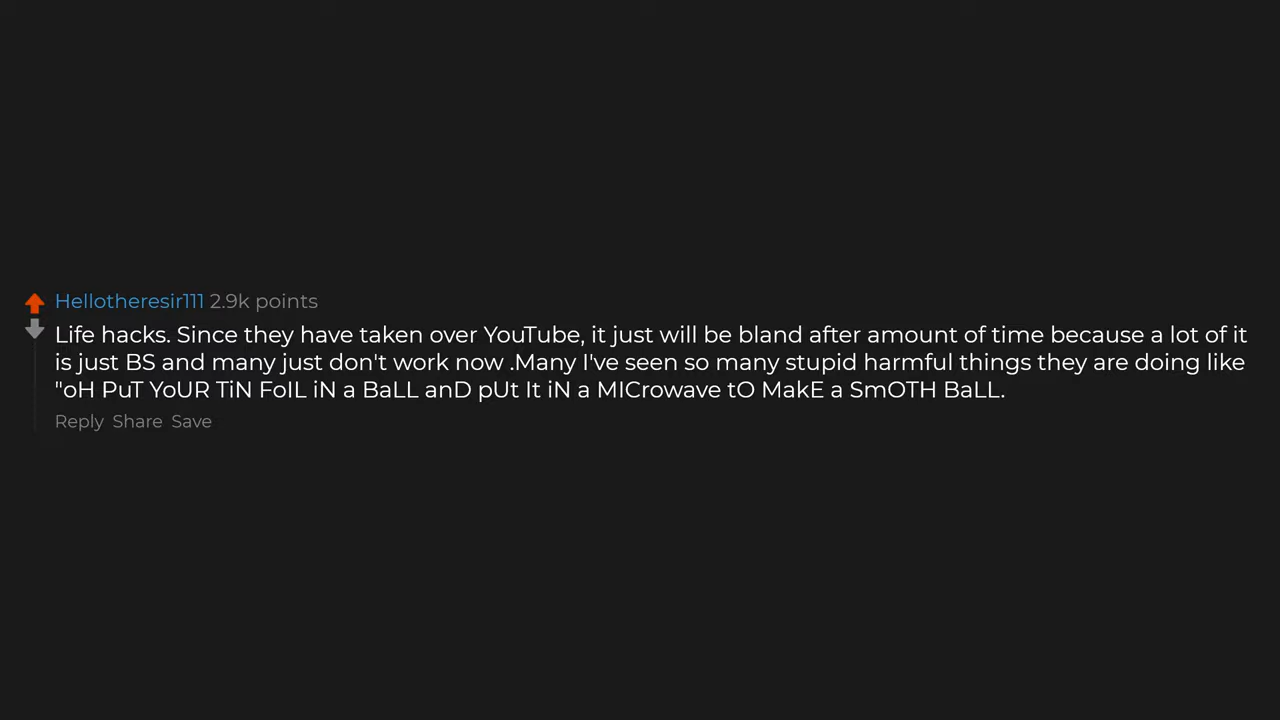 Hellotheresir111 2.9k points
Life hacks. Since they have taken over YouTube, it just will be bland after amount of time because a lot of it
is just BS and many just don't work now .Many I've seen so many stupid harmful things they are doing like
"oH PuT YoUR TiN FoIL iN a BaLL anD pUt It iN a MICrowave tO MakE a SmOTH BaLL.
Reply Share Save